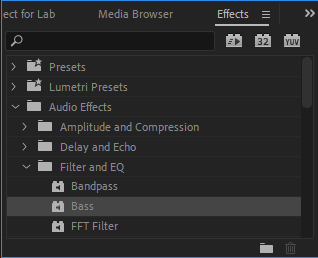 ect for Lab Media Browser Effects
32 YUV
Presets
Lumetri Presets
Audio Effects
Amplitude and Compression
Delay and Echo
Filter and EQ
Bandpass
Bass
FFT Filter